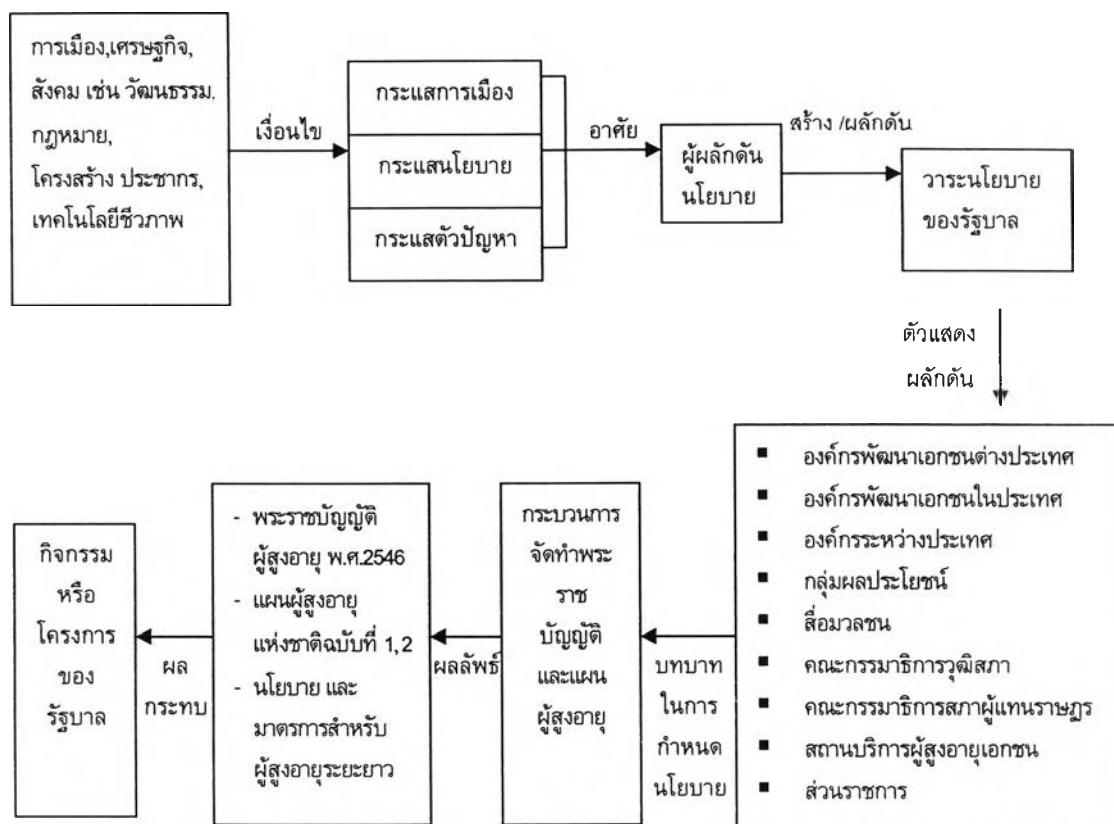 การเมือง,เศรษฐกิจ,
สังคม เช่น วัฒนธรรม.
กฎหมาย,
โครงสร้าง ประชากร,
เทคโนโลยีชีวภาพ
เงื่อนไข
กระแสการเมือง
กระแสนโยบาย
กระแสตัวปัญหา
อาศัย
ผู้ผลักดัน
นโยบาย
สร้าง /ผลักดัน
วาระนโยบาย
ของรัฐบาล
ตัวแสดง
ผลักดัน
▪ องค์กรพัฒนาเอกชนต่างประเทศ
▪ องค์กรพัฒนาเอกชนในประเทศ
▪ องค์กรระหว่างประเทศ
▪ กลุ่มผลประโยชน์
▪ สื่อมวลชน
▪ คณะกรรมาธิการวุฒิสภา
▪ คณะกรรมาธิการสภาผู้แทนราษฎร
▪ สถานบริการผู้สูงอายุเอกชน
▪ ส่วนราชการ
บทบาท
ในการ
กำหนด
นโยบาย
กระบวนการ
จัดทำพระ
ราช
บัญญัติ
และแผน
ผู้สูงอายุ
ผลลัพธ์
- พระราชบัญญัติ
ผู้สูงอายุ พ.ศ.2546
- แผนผู้สูงอายุ
แห่งชาติฉบับที่ 1,2
- นโยบาย และ
มาตรการสำหรับ
ผู้สูงอายุระยะยาว
ผล
กระทบ
กิจกรรม
หรือ
โครงการ
ของ
รัฐบาล